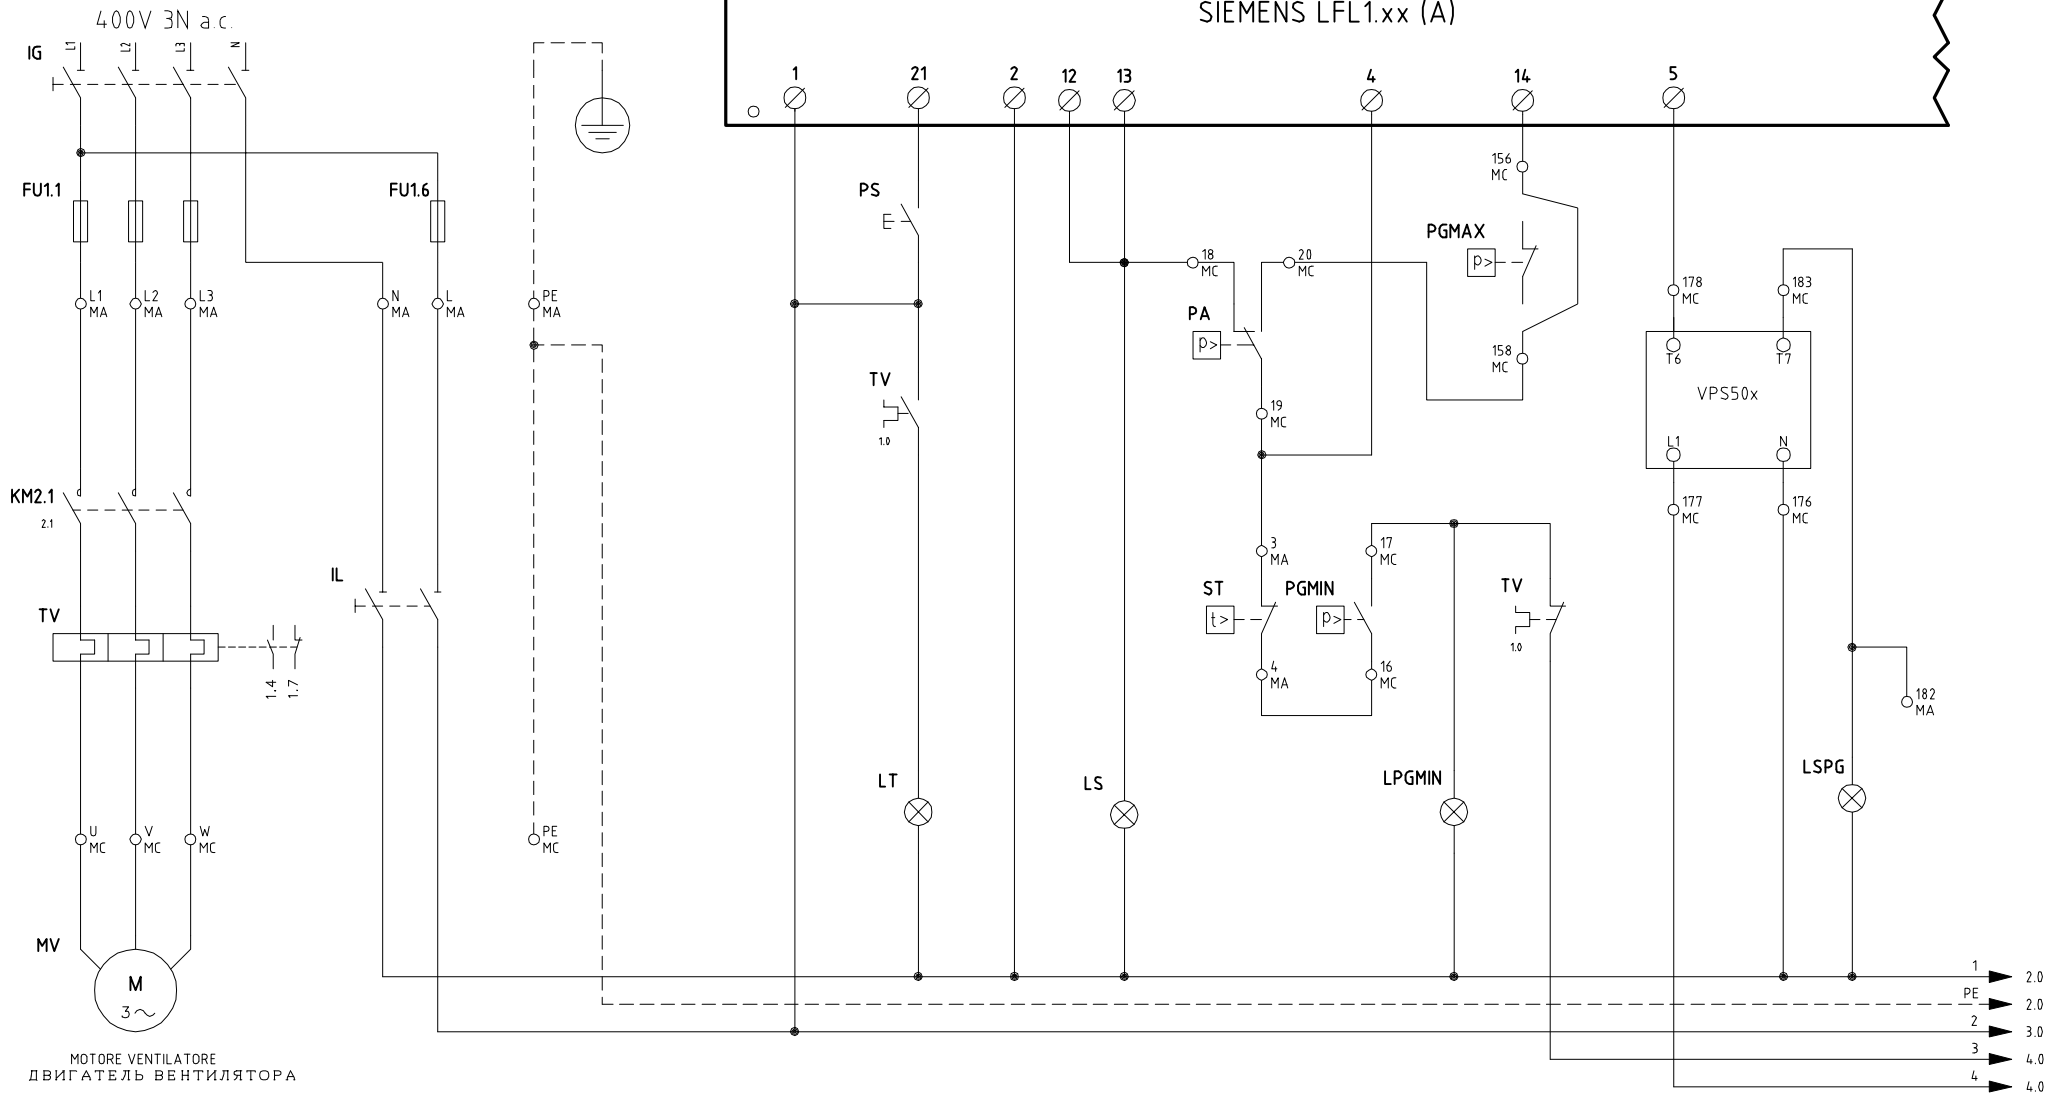 400V 3N a.c.
SIEMENS LFL1.xx (A)
IG
L1
L2
L3
N
1
21
2
12
13
4
14
5
FU1.1
FU1.6
PS
156
MC
PGMAX
p>
18
MC
20
MC
L1
MA
L2
MA
L3
MA
N
MA
L
MA
PE
MA
178
MC
183
MC
PA
p>
158
MC
T6
T7
VPS50x
TV
1.0
19
MC
L1
N
KM2.1
2.1
177
MC
176
MC
3
MA
17
MC
IL
ST
t>
PGMIN
p>
TV
1.0
TV
1.4
1.7
4
MA
16
MC
182
MA
LT
LS
LPGMIN
LSPG
U
MC
V
MC
W
MC
PE
MC
MV
M
3~
1
2.0
PE
2.0
2
3.0
3
4.0
4
4.0
MOTORE VENTILATORE
ДВИГАТЕЛЬ ВЕНТИЛЯТОРА